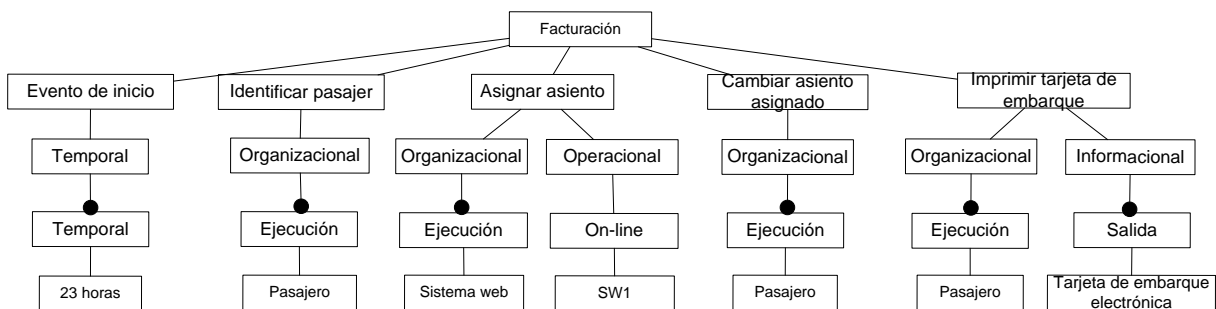 Facturación
Evento de inicio
Identificar pasajer
Asignar asiento
Cambiar asiento
asignado
Imprimir tarjeta de
embarque
Temporal
Organizacional
Organizacional
Operacional
Organizacional
Organizacional
Informacional
Temporal
Ejecución
Ejecución
On-line
Ejecución
Ejecución
Salida
23 horas
Pasajero
Sistema web
SW1
Pasajero
Pasajero
Tarjeta de embarque
electrónica